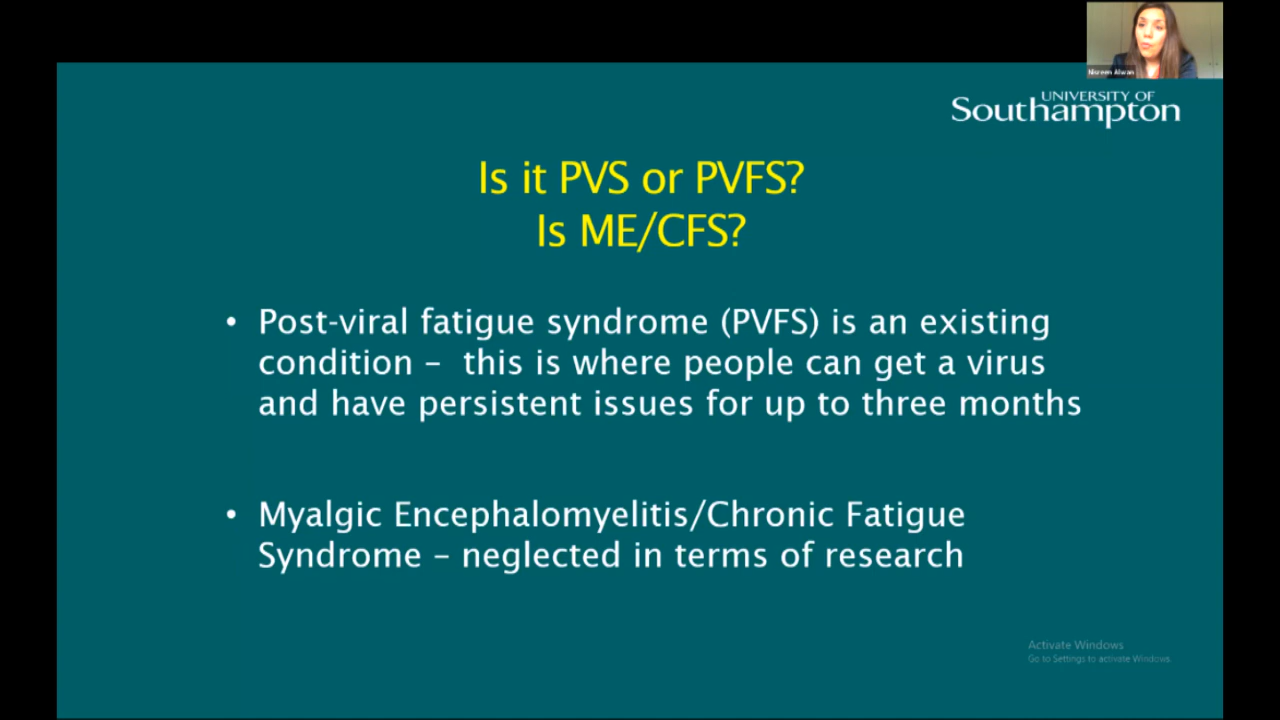 Nisreen Alwan
UNIVERSITY OF
Southampton
Is it PVS or PVFS?
Is ME/CFS?
• Post-viral fatigue syndrome (PVFS) is an existing
condition – this is where people can get a virus
and have persistent issues for up to three months
• Myalgic Encephalomyelitis/Chronic Fatigue
Syndrome – neglected in terms of research
Activate Windows
Go to Settings to activate Windows.